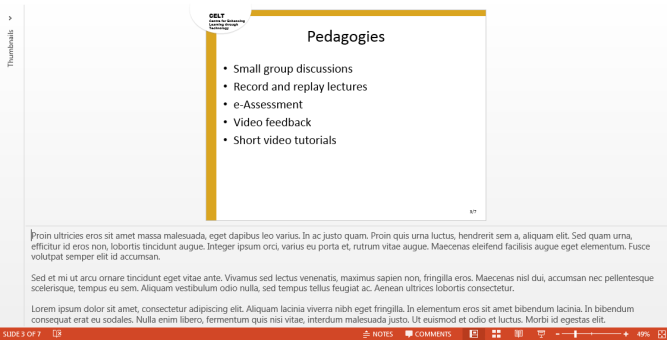 Thumbnails
CELT
Centre for Enhancing
Learning through
Technology
Pedagogies
• Small group discussions
• Record and replay lectures
• e-Assessment
• Video feedback
• Short video tutorials
3/7
Proin ultricies eros sit amet massa malesuada, eget dapibus leo varius. In ac justo quam. Proin quis urna luctus, hendrerit sem a, aliquam elit. Sed quam urna,
efficitur id eros non, lobortis tincidunt augue. Integer ipsum orci, varius eu porta et, rutrum vitae augue. Maecenas eleifend facilisis augue eget elementum. Fusce
volutpat semper elit id accumsan.
Sed et mi ut arcu ornare tincidunt eget vitae ante. Vivamus sed lectus venenatis, maximus sapien non, fringilla eros. Maecenas nisl dui, accumsan nec pellentesque
scelerisque, tempus eu sem. Aliquam vestibulum odio nulla, sed tempus tellus feugiat ac. Aenean ultrices lobortis consectetur.
Lorem ipsum dolor sit amet, consectetur adipiscing elit. Aliquam lacinia viverra nibh eget fringilla. In elementum eros sit amet bibendum lacinia. In bibendum
consequat erat eu sodales. Nulla enim libero, fermentum quis nisi vitae, interdum malesuada justo. Ut euismod et odio et luctus. Morbi id egestas elit.
SLIDE 3 OF 7 NOTES COMMENTS 49%